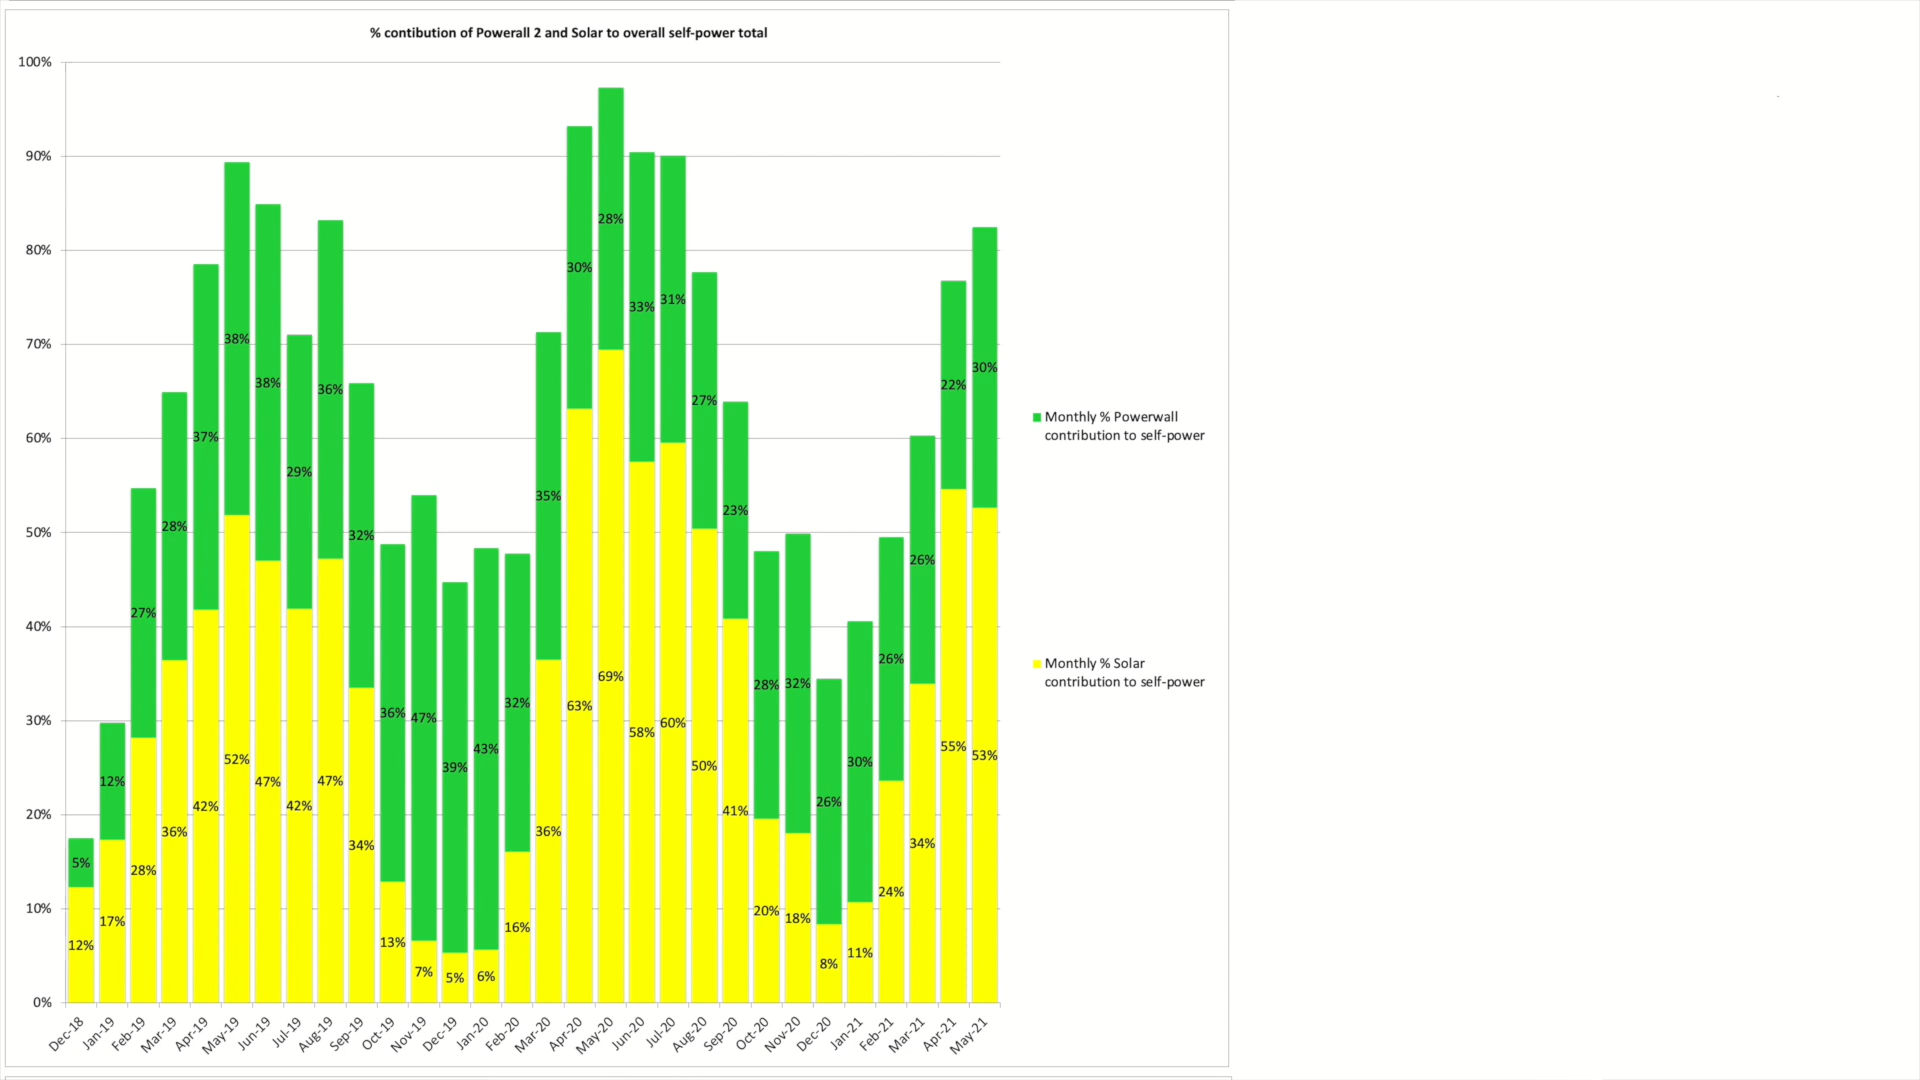 % contibution of Powerall 2 and Solar to overall self-power total
100%
90%
80%
70%
60%
50%
40%
30%
20%
10%
0%
5%
12%
12%
17%
27%
28%
28%
36%
37%
42%
38%
52%
38%
47%
29%
42%
36%
47%
32%
34%
36%
13%
47%
7%
39%
5%
43%
6%
32%
16%
35%
36%
30%
63%
28%
69%
33%
58%
31%
60%
27%
50%
23%
41%
28%
20%
32%
18%
26%
8%
30%
11%
26%
24%
26%
34%
22%
55%
30%
53%
Dec-18
Jan-19
Feb-19
Mar-19
Apr-19
May-19
Jun-19
Jul-19
Aug-19
Sep-19
Oct-19
Nov-19
Dec-19
Jan-20
Feb-20
Mar-20
Apr-20
May-20
Jun-20
Jul-20
Aug-20
Sep-20
Oct-20
Nov-20
Dec-20
Jan-21
Feb-21
Mar-21
Apr-21
May-21
Monthly % Powerwall
contribution to self-power
Monthly % Solar
contribution to self-power